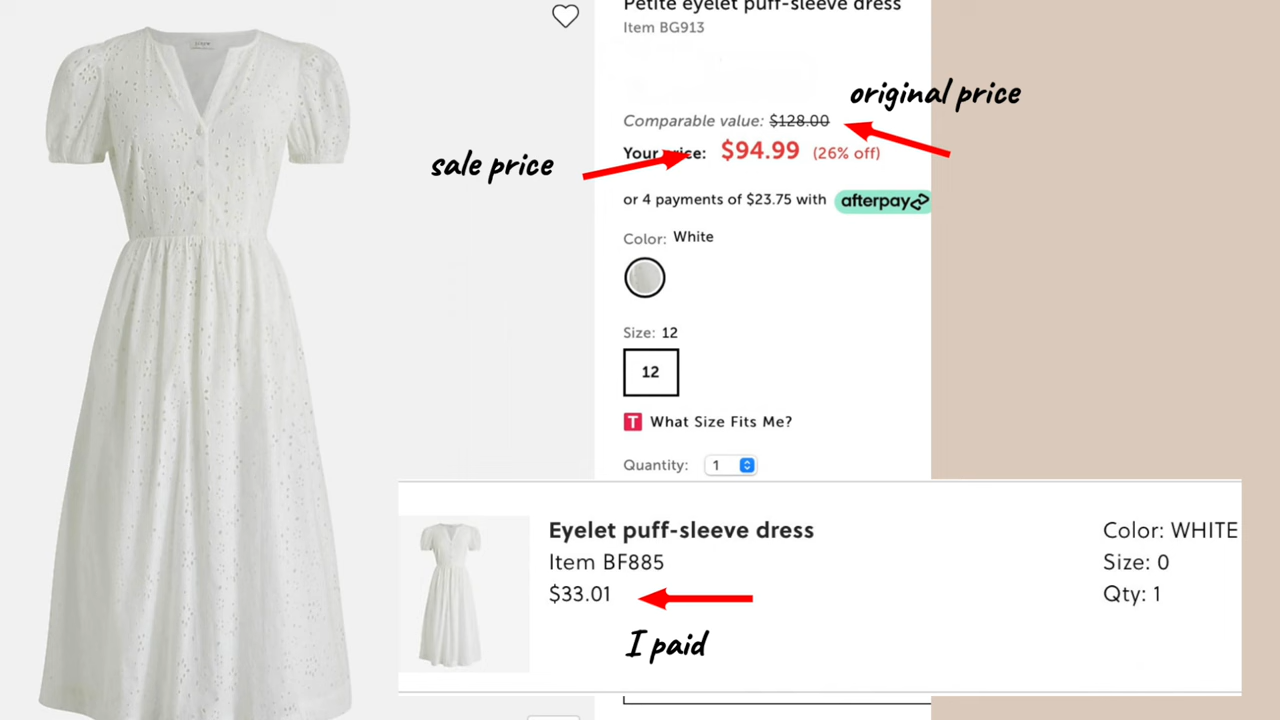 Petite eyelet puff-sleeve dress
Item BG913
original price
Comparable value: $128.00
sale price
Your price: $94.99 (26% off)
or 4 payments of $23.75 with afterpay
Color: White
Size: 12
12
T What Size Fits Me?
Quantity: 1
Eyelet puff-sleeve dress
Item BF885
$33.01
Color: WHITE
Size: 0
Qty: 1
I paid